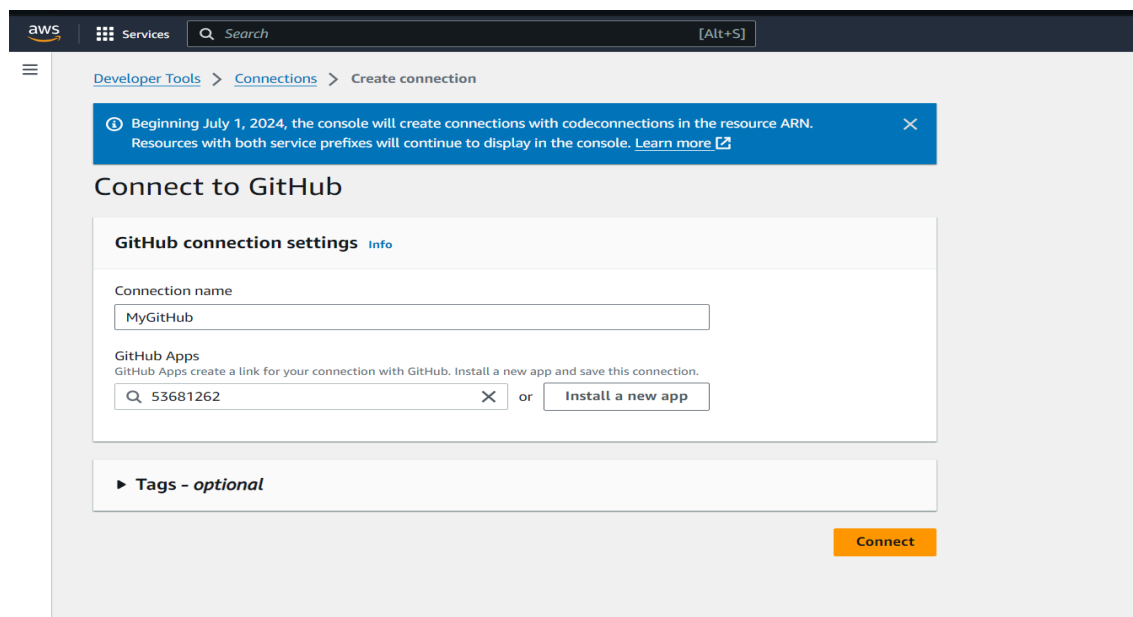 aws
Services
Search
[Alt+S]
Developer Tools > Connections > Create connection
Beginning July 1, 2024, the console will create connections with codeconnections in the resource ARN.
Resources with both service prefixes will continue to display in the console. Learn more
Connect to GitHub
GitHub connection settings Info
Connection name
MyGitHub
GitHub Apps
GitHub Apps create a link for your connection with GitHub. Install a new app and save this connection.
53681262 or Install a new app
Tags - optional
Connect